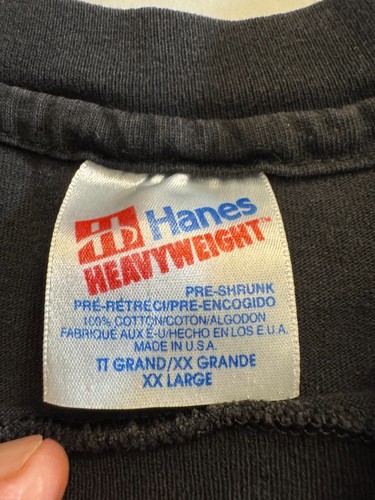 Hanes
HEAVYWEIGHT™
PRE-SHRUNK
PRÉ-RÉTRÉCI/PRE-ENCOGIDO
100% COTTON/COTON/ALGODON
FABRIQUÉ AUX E-U/HECHO EN LOS E.U.A.
MADE IN U.S.A.
TT GRAND/XX GRANDE
XX LARGE